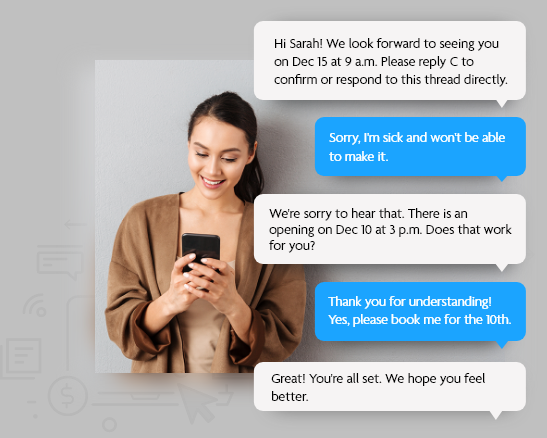 Hi Sarah! We look forward to seeing you
on Dec 15 at 9 a.m. Please reply C to
confirm or respond to this thread directly.
Sorry, I'm sick and won't be able
to make it.
We're sorry to hear that. There is an
opening on Dec 10 at 3 p.m. Does that work
for you?
Thank you for understanding!
Yes, please book me for the 10th.
Great! You're all set. We hope you feel
better.